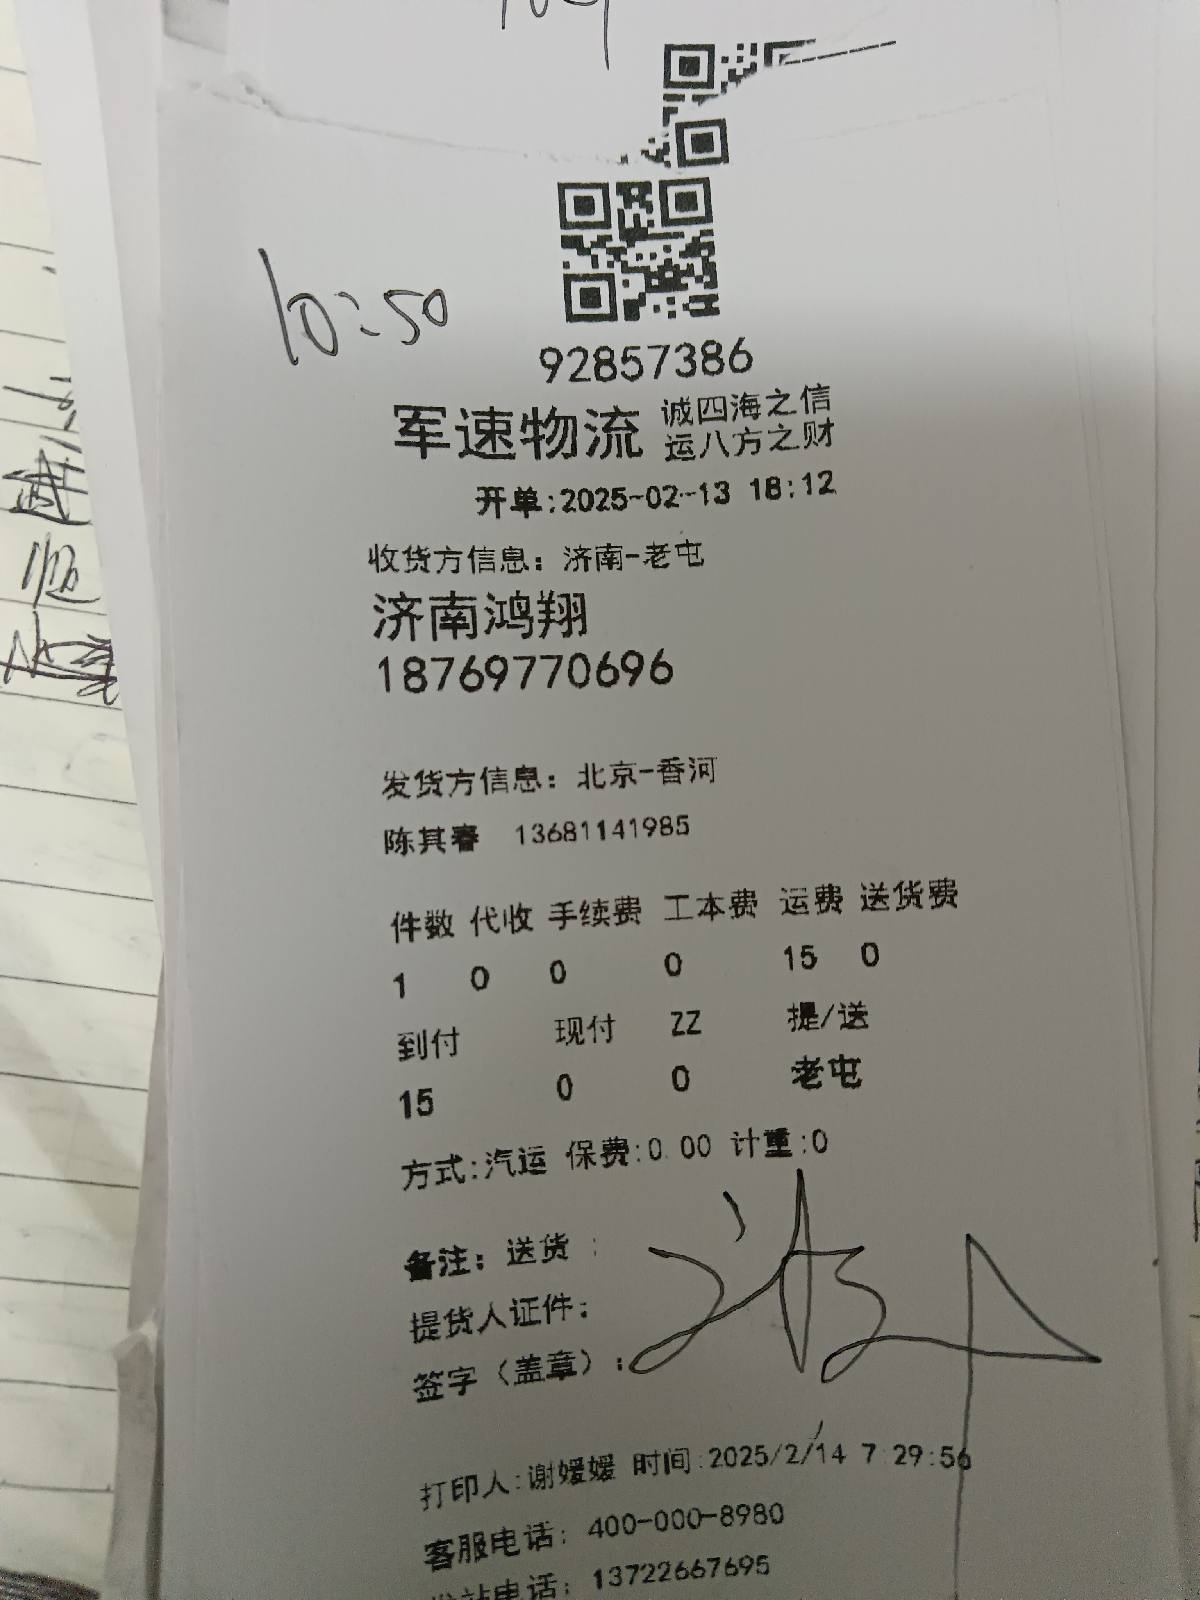 10:50
92857386
军速物流 诚四海之信
运八方之财
开单:2025-02-13 18:12
收货方信息：济南-老屯
济南鸿翔
18769770696
发货方信息：北京-香河
陈其春 13681141985
件数 代收 手续费 工本费 运费 送货费
1 0 0 0 15 0
到付 现付 ZZ 提/送
15 0 0 老屯
方式:汽运 保费:0.00 计重:0
备注：送货 :
提货人证件：
签字（盖章）：
打印人:谢媛媛 时间:2025/2/14 7:29:56
客服电话：400-000-8980
发站电话：13722667695